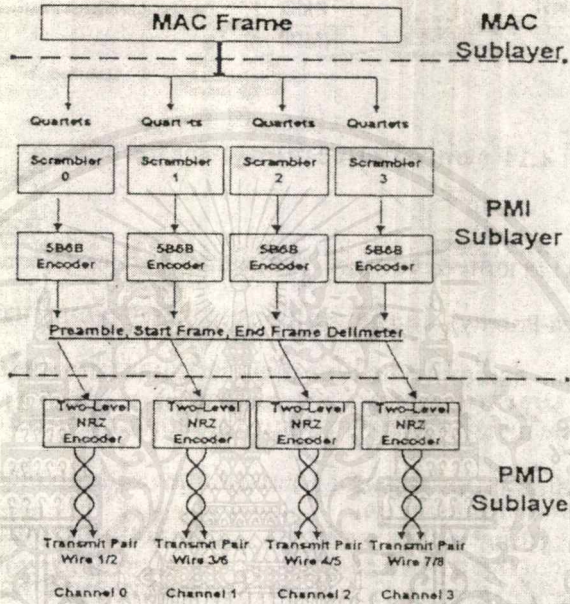 MAC Frame
MAC
Sublayer
Quartets Quart -ts Quartets Quartets
Scrambler
0
Scrambler
1
Scrambler
2
Scrambler
3
PMI
Sublayer
5B6B
Encoder
5B6B
Encoder
5B6B
Encoder
5B6B
Encoder
Preamble, Start Frame, End Frame Delimeter
Two-Level
NRZ
Encoder
Two-Level
NRZ
Encoder
Two-Level
NRZ
Encoder
Two-Level
NRZ
Encoder
PMD
Sublaye
Transmit Pair
Wire 1/2
Transmit Pair
Wire 3/6
Transmit Pair
Wire 4/5
Transmit Pair
Wire 7/8
Channel 0 Channel 1 Channel 2 Channel 3